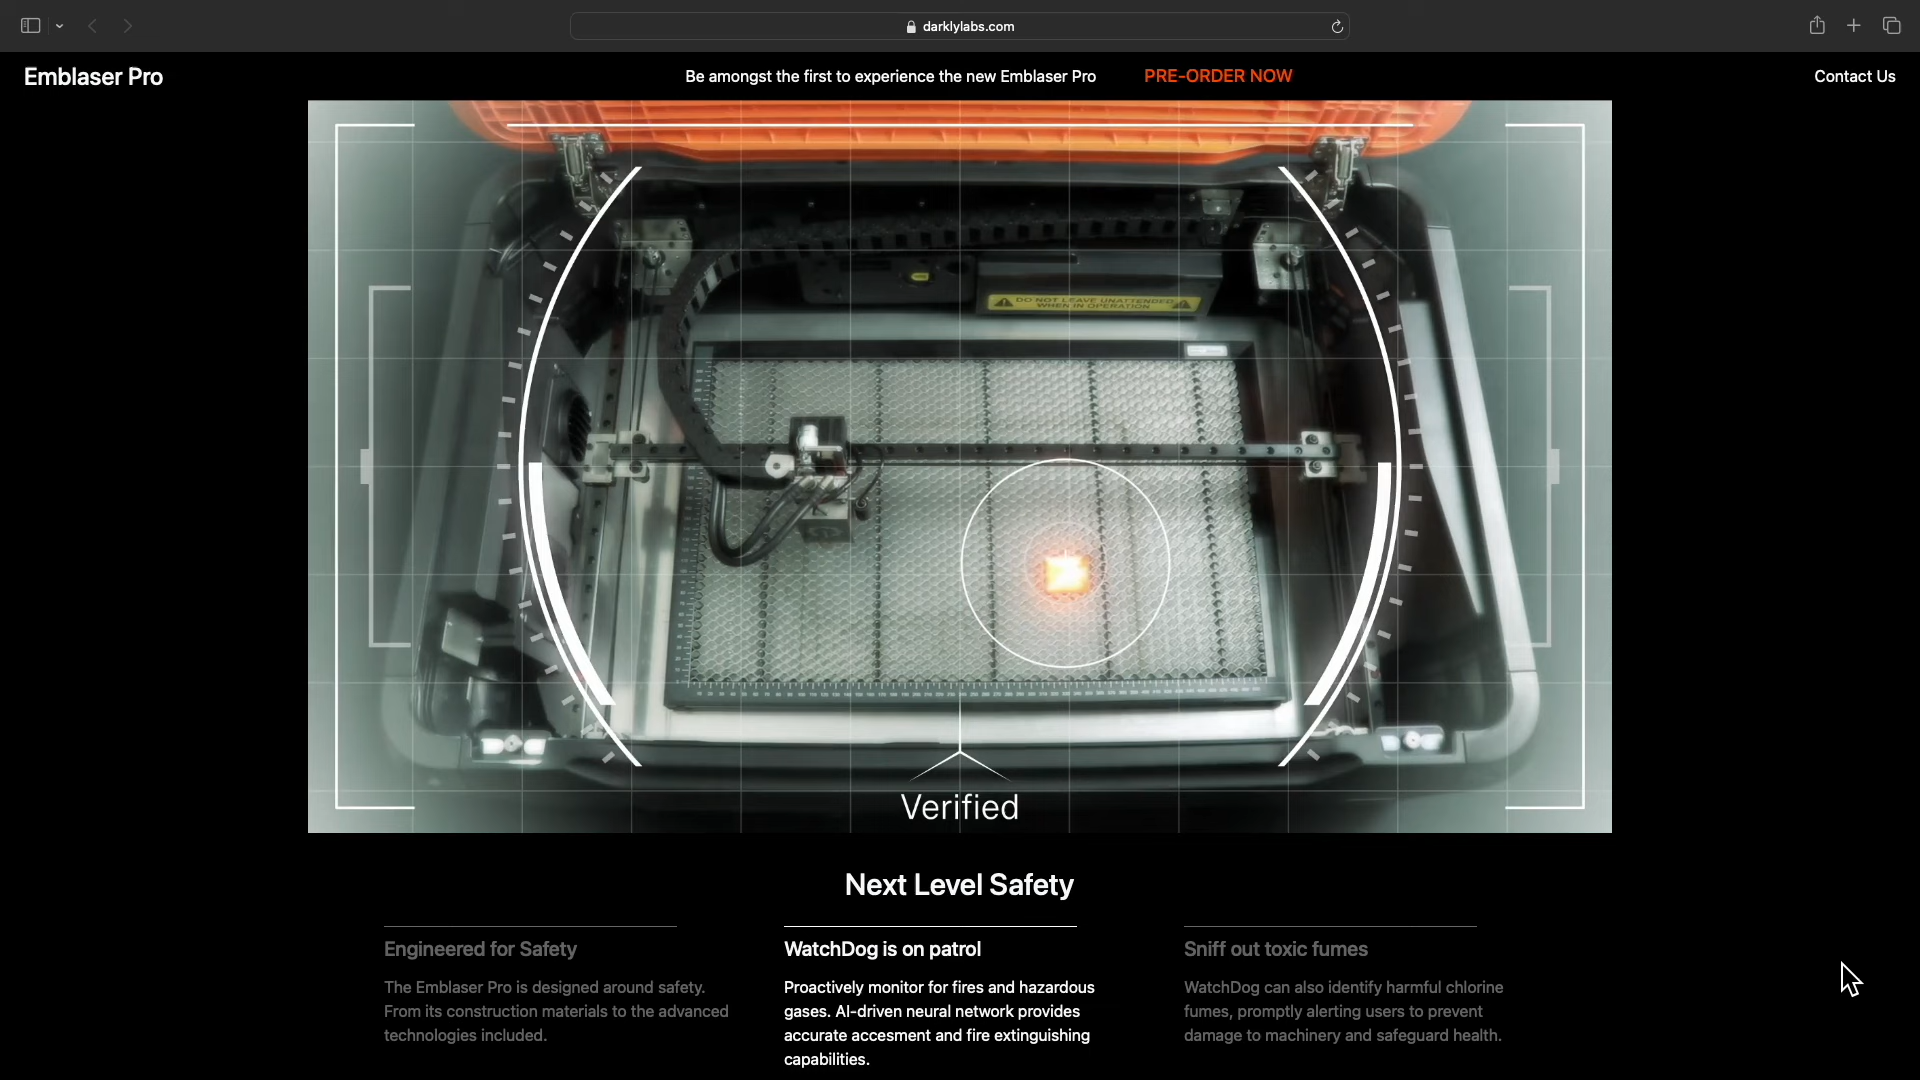 darklylabs.com
Emblaser Pro
Be amongst the first to experience the new Emblaser Pro
PRE-ORDER NOW
Contact Us
DO NOT LEAVE UNATTENDED
WHEN IN OPERATION
Verified
Next Level Safety
Engineered for Safety
The Emblaser Pro is designed around safety.
From its construction materials to the advanced
technologies included.
WatchDog is on patrol
Proactively monitor for fires and hazardous
gases. AI-driven neural network provides
accurate accesment and fire extinguishing
capabilities.
Sniff out toxic fumes
WatchDog can also identify harmful chlorine
fumes, promptly alerting users to prevent
damage to machinery and safeguard health.